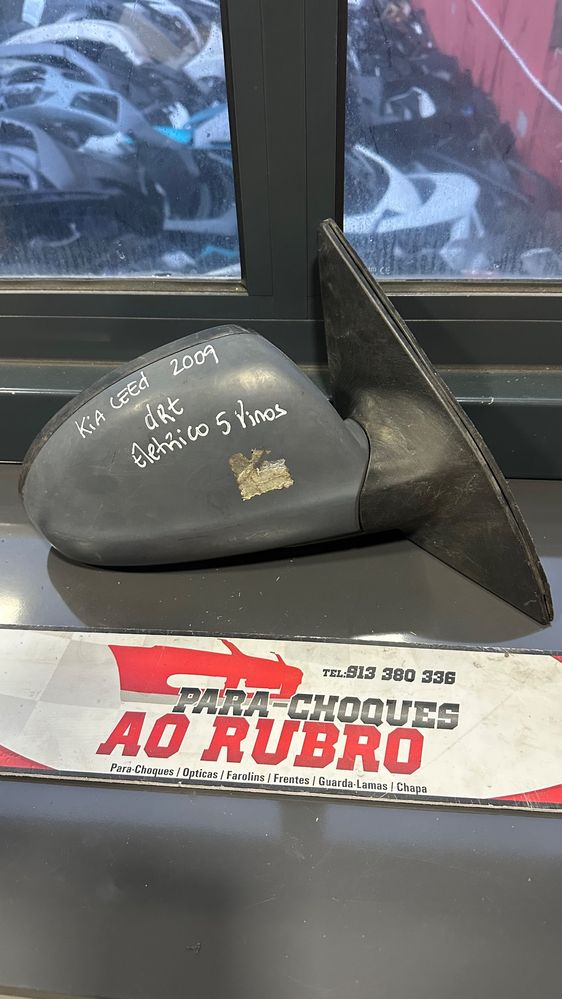 KiA CEEd 2009
dRt
Eletrico 5 Pinos
TEL:913 380 336
PARA-CHOQUES
AO RUBRO
Para-Choques / Opticas / Farolins / Frentes / Guarda-Lamas / Chapa